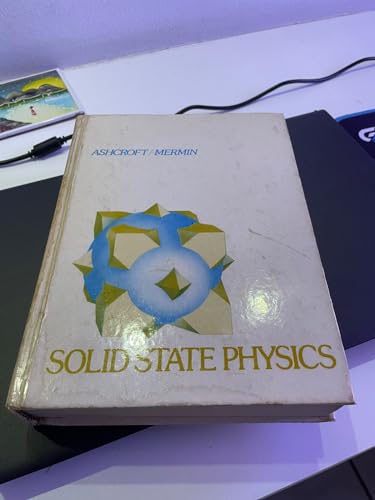 ASHCROFT/MERMIN
SOLID STATE PHYSICS